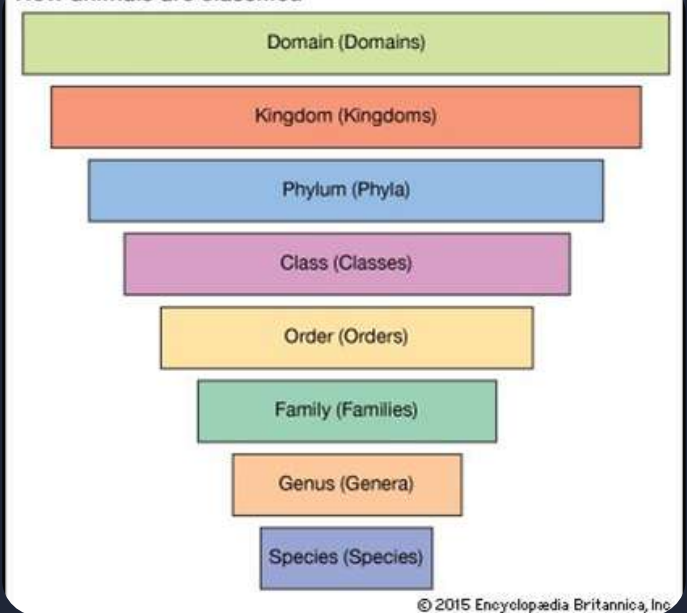 Domain (Domains)
Kingdom (Kingdoms)
Phylum (Phyla)
Class (Classes)
Order (Orders)
Family (Families)
Genus (Genera)
Species (Species)
© 2015 Encyclopædia Britannica, Inc.